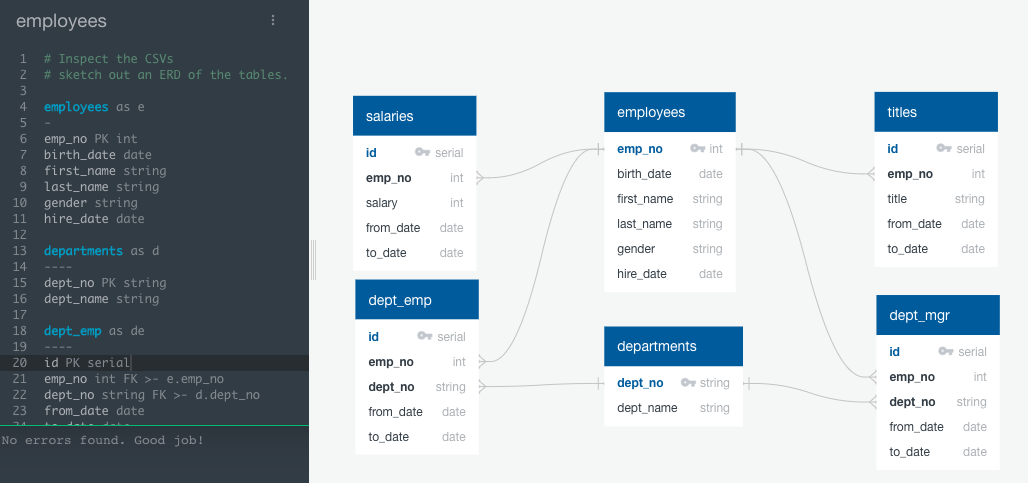 employees
1 # Inspect the CSVs
2 # sketch out an ERD of the tables.
3
4 employees as e
5 -
6 emp_no PK int
7 birth_date date
8 first_name string
9 last_name string
10 gender string
11 hire_date date
12
13 departments as d
14 ----
15 dept_no PK string
16 dept_name string
17
18 dept_emp as de
19 ----
20 id PK serial
21 emp_no int FK >- e.emp_no
22 dept_no string FK >- d.dept_no
23 from_date date
24 to_date date
No errors found. Good job!
salaries
id serial
emp_no int
salary int
from_date date
to_date date
dept_emp
id serial
emp_no int
dept_no string
from_date date
to_date date
employees
emp_no int
birth_date date
first_name string
last_name string
gender string
hire_date date
departments
dept_no string
dept_name string
titles
id serial
emp_no int
title string
from_date date
to_date date
dept_mgr
id serial
emp_no int
dept_no string
from_date date
to_date date